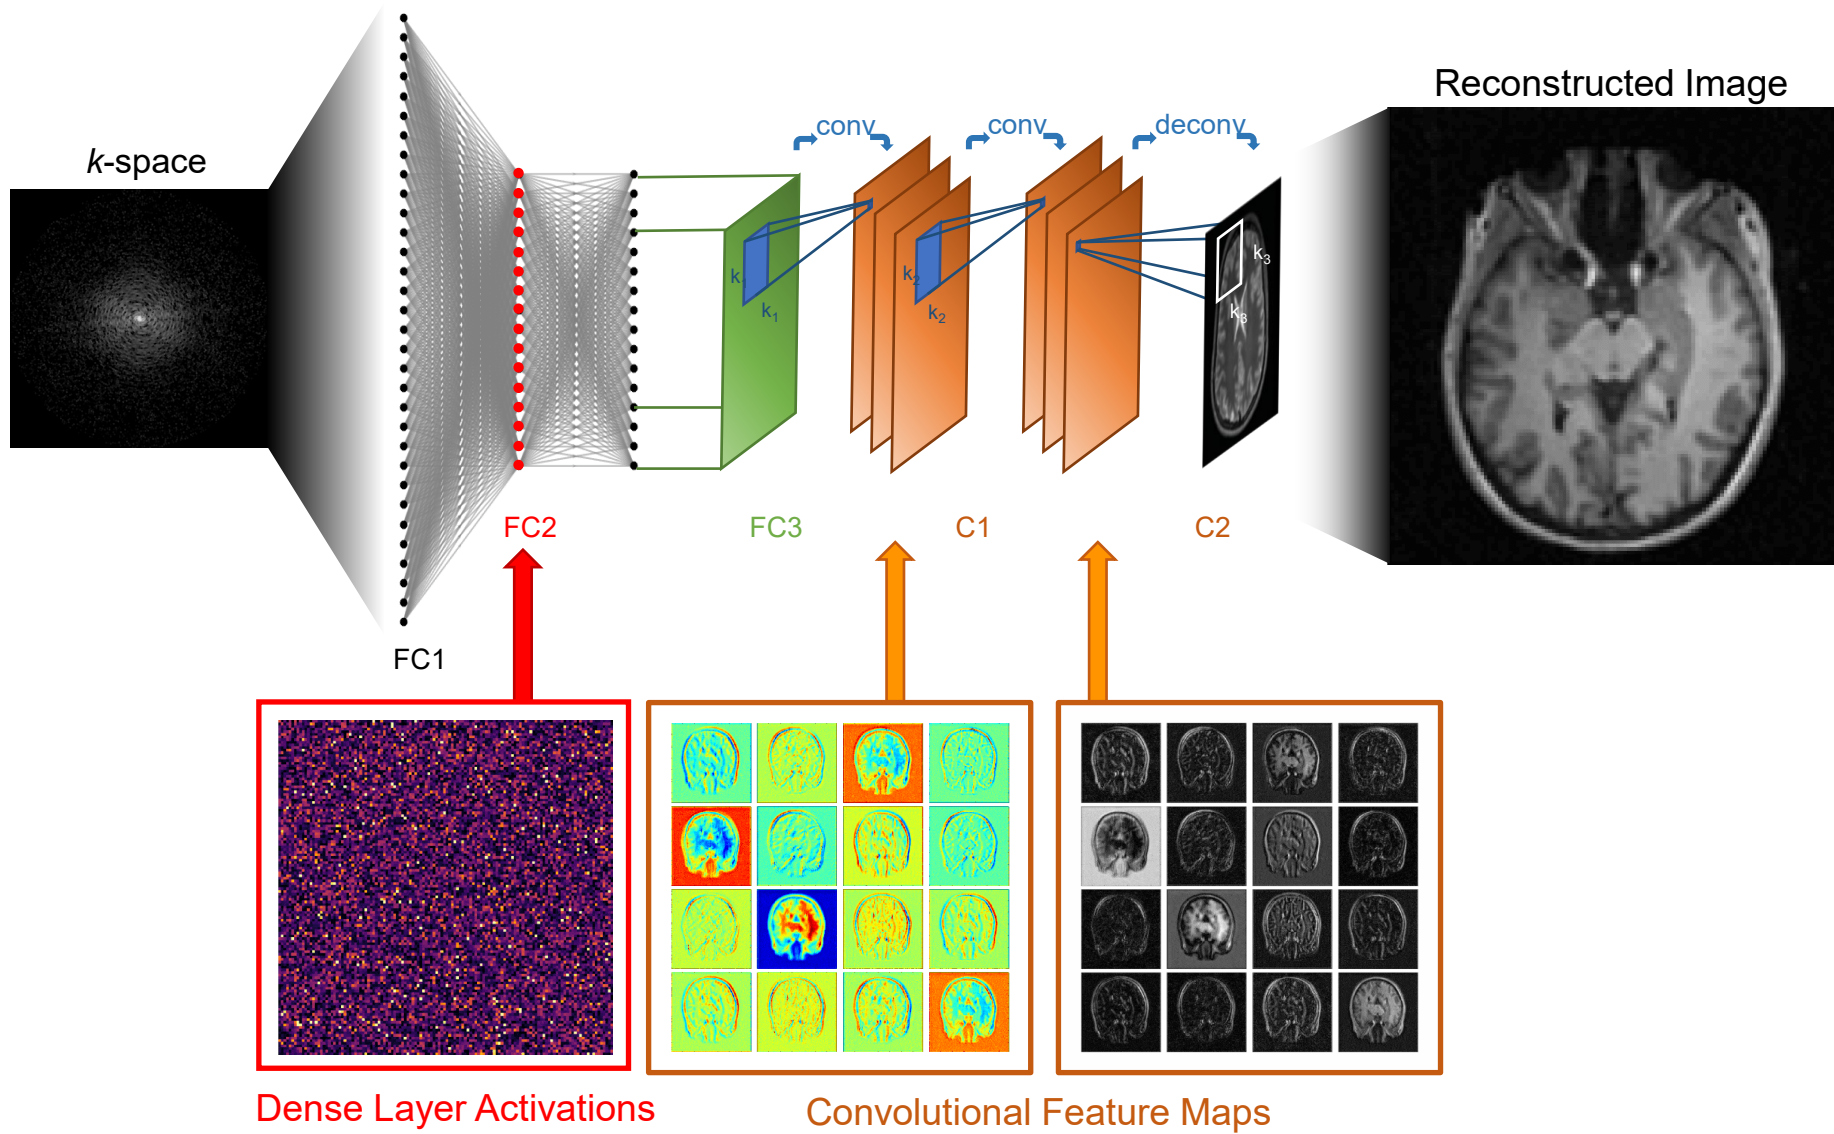 Reconstructed Image
k-space
conv
conv
deconv
k1
k1
k2
k2
k3
k3
FC2
FC3
C1
C2
FC1
Dense Layer Activations
Convolutional Feature Maps